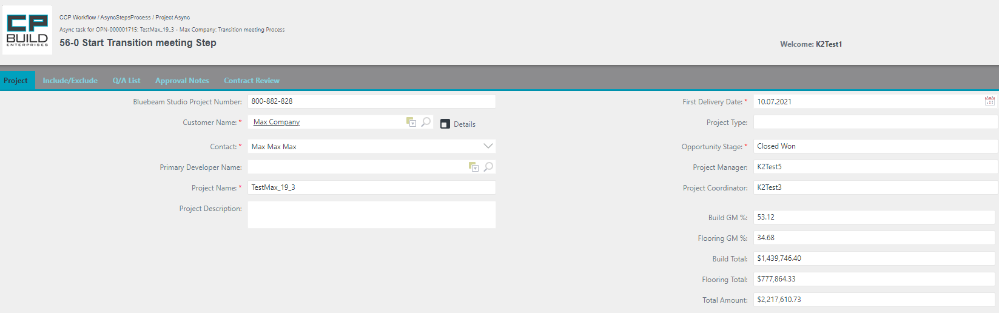 CP
BUILD
ENTERPRISES
CCP Workflow / AsyncStepsProcess / Project Async
Async task for OPN-000001715: TestMax_19_3 - Max Company: Transition meeting Process
56-0 Start Transition meeting Step
Welcome: K2Test1
Project Include/Exclude Q/A List Approval Notes Contract Review
Bluebeam Studio Project Number: 800-882-828
Customer Name: * Max Company Details
Contact: * Max Max Max
Primary Developer Name:
Project Name: * TestMax_19_3
Project Description:
First Delivery Date: * 10.07.2021
Project Type:
Opportunity Stage: * Closed Won
Project Manager: K2Test5
Project Coordinator: K2Test3
Build GM %: 53.12
Flooring GM %: 34.68
Build Total: $1,439,746.40
Flooring Total: $777,864.33
Total Amount: $2,217,610.73